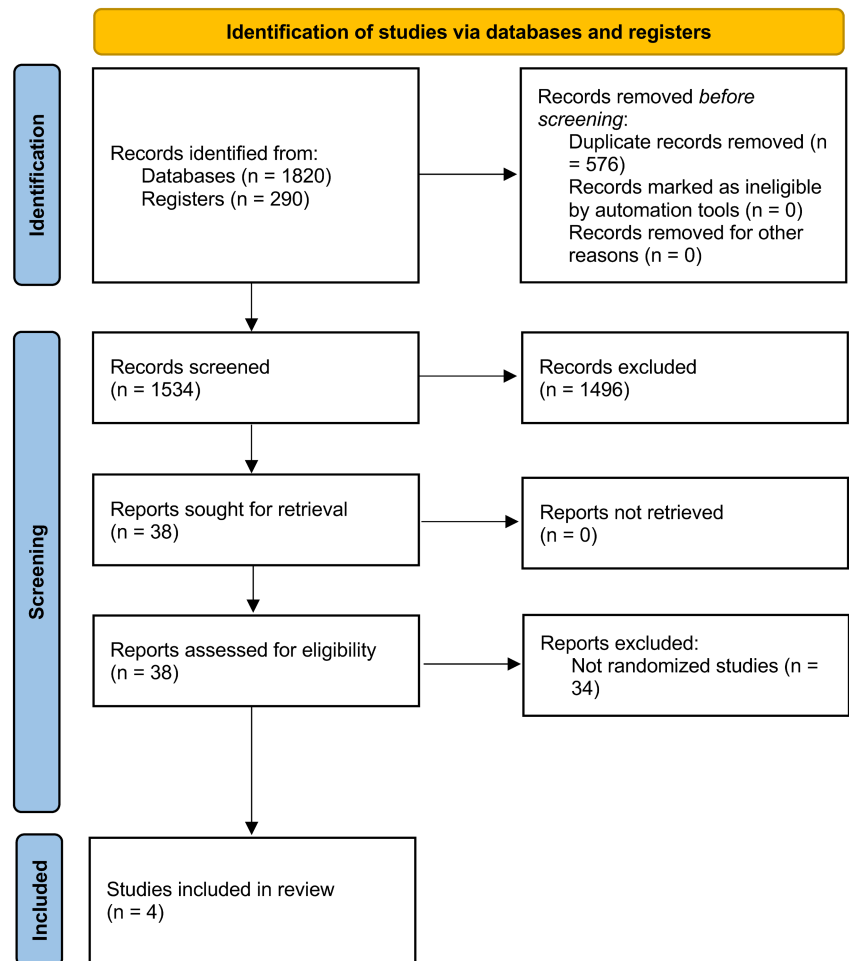 Identification of studies via databases and registers
Identification
Records identified from:
Databases (n = 1820)
Registers (n = 290)
Records removed before
screening:
Duplicate records removed (n
= 576)
Records marked as ineligible
by automation tools (n = 0)
Records removed for other
reasons (n = 0)
Screening
Records screened
(n = 1534)
Records excluded
(n = 1496)
Reports sought for retrieval
(n = 38)
Reports not retrieved
(n = 0)
Reports assessed for eligibility
(n = 38)
Reports excluded:
Not randomized studies (n =
34)
Included
Studies included in review
(n = 4)